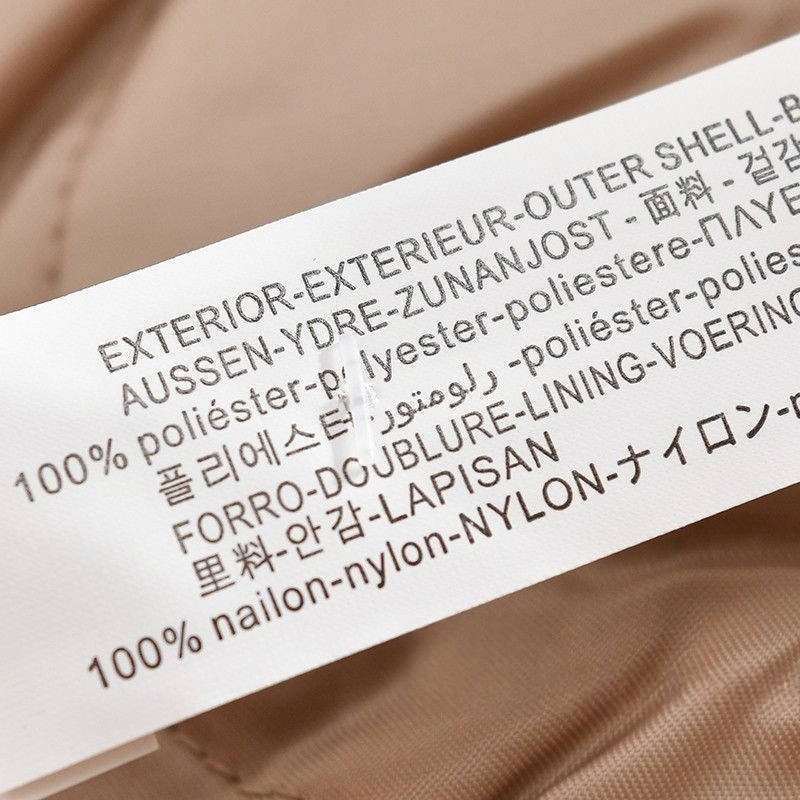 EXTERIOR-EXTERIEUR-OUTER SHELL-B
AUSSEN-YDRE-ZUNANJOST - 面料 - 겉감
100% poliéster-polyester-poliestere-ΠΛΥΕ
플리에스터 رلومتور -poliéster-polies
FORRO-DOUBLURE-LINING-VOERING
里料-안감-LAPISAN
100% nailon-nylon-NYLON-ナイロン-